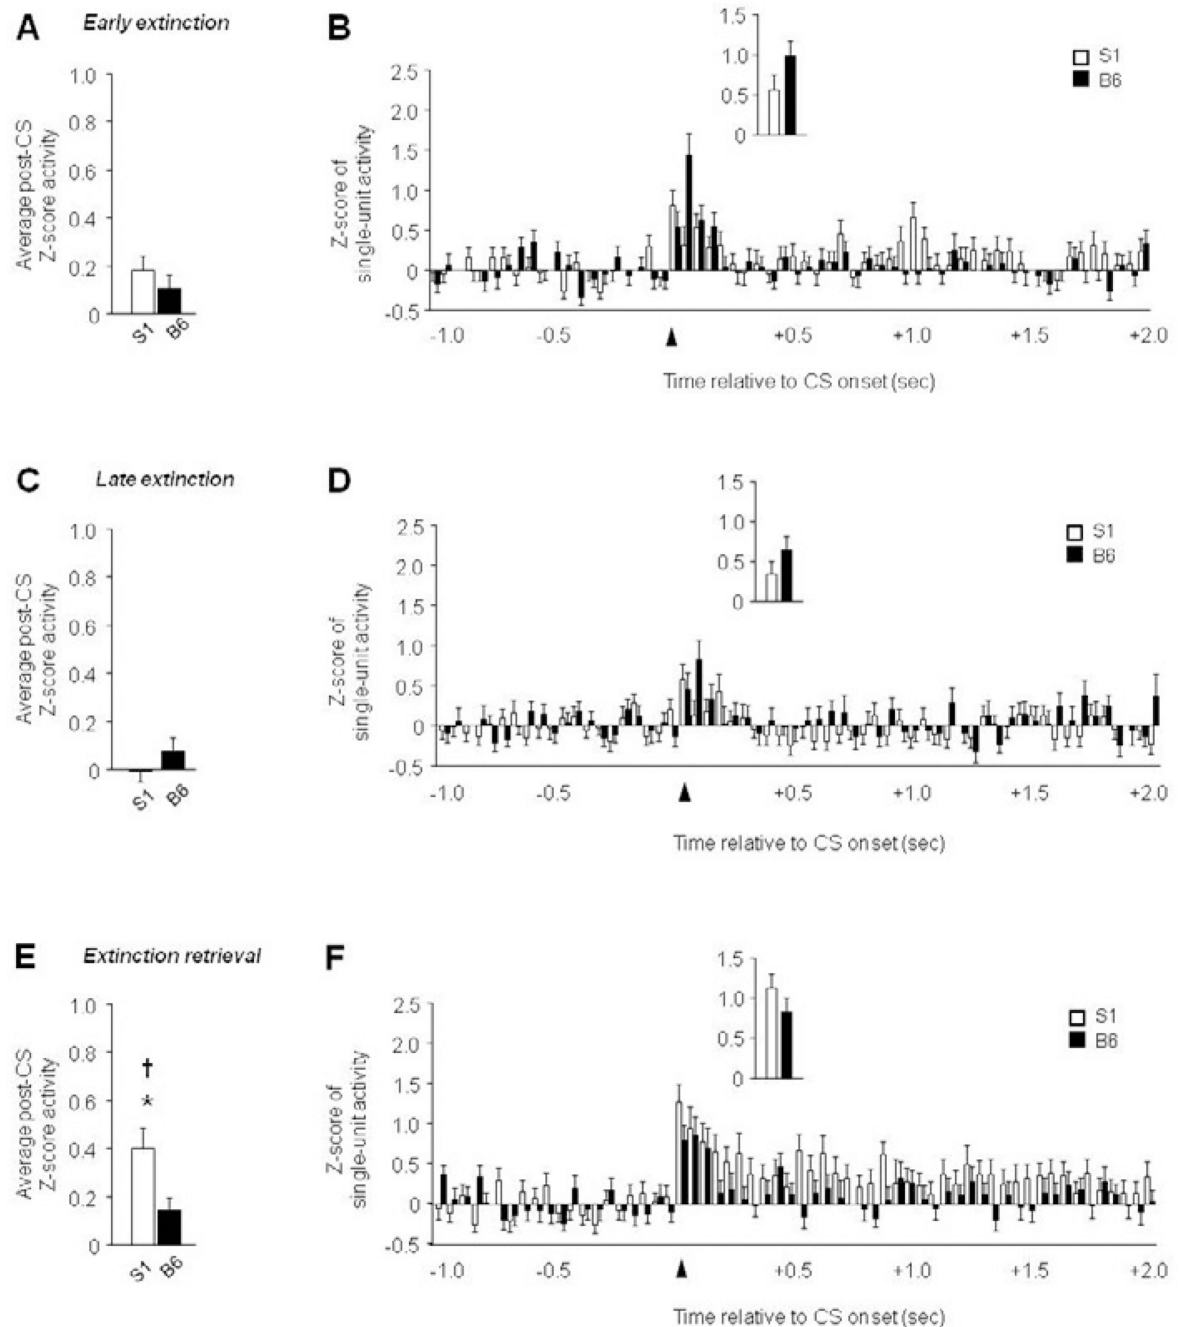 A Early extinction
Average post-CS
Z-score activity
1.0
0.8
0.6
0.4
0.2
0
S1 B6
B
Z-score of
single-unit activity
2.5
2.0
1.5
1.0
0.5
0
-0.5
1.5
1.0
0.5
0
S1
B6
-1.0 -0.5 +0.5 +1.0 +1.5 +2.0
Time relative to CS onset (sec)
C Late extinction
Average post-CS
Z-score activity
1.0
0.8
0.6
0.4
0.2
0
S1 B6
D
Z-score of
single-unit activity
2.5
2.0
1.5
1.0
0.5
0
-0.5
1.5
1.0
0.5
0
S1
B6
-1.0 -0.5 +0.5 +1.0 +1.5 +2.0
Time relative to CS onset (sec)
E Extinction retrieval
Average post-CS
Z-score activity
1.0
0.8
0.6
0.4
0.2
0
†
*
S1 B6
F
Z-score of
single-unit activity
2.5
2.0
1.5
1.0
0.5
0
-0.5
1.5
1.0
0.5
0
S1
B6
-1.0 -0.5 +0.5 +1.0 +1.5 +2.0
Time relative to CS onset (sec)